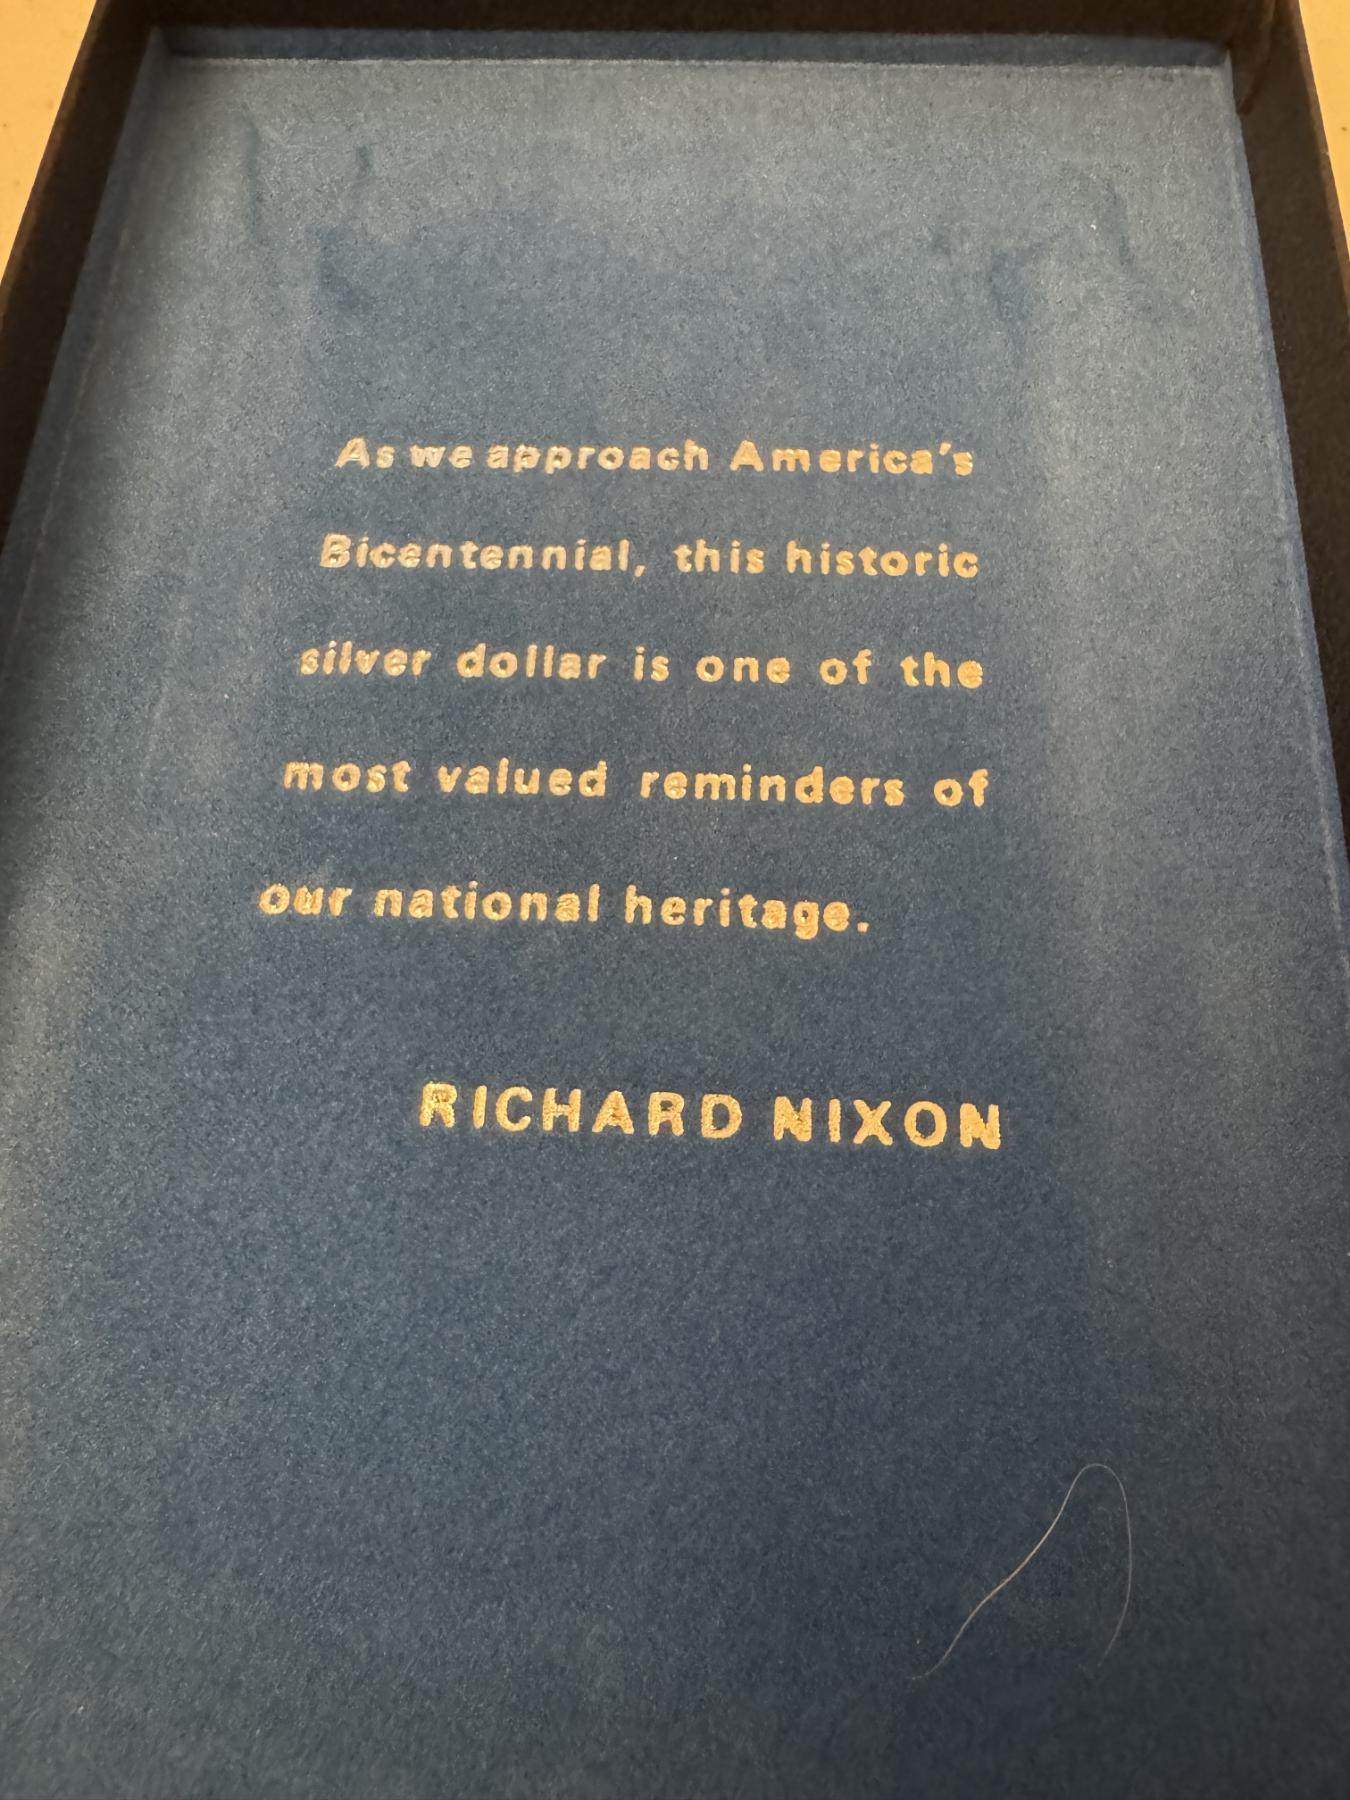 As we approach America's
Bicentennial, this historic
silver dollar is one of the
most valued reminders of
our national heritage.
RICHARD NIXON